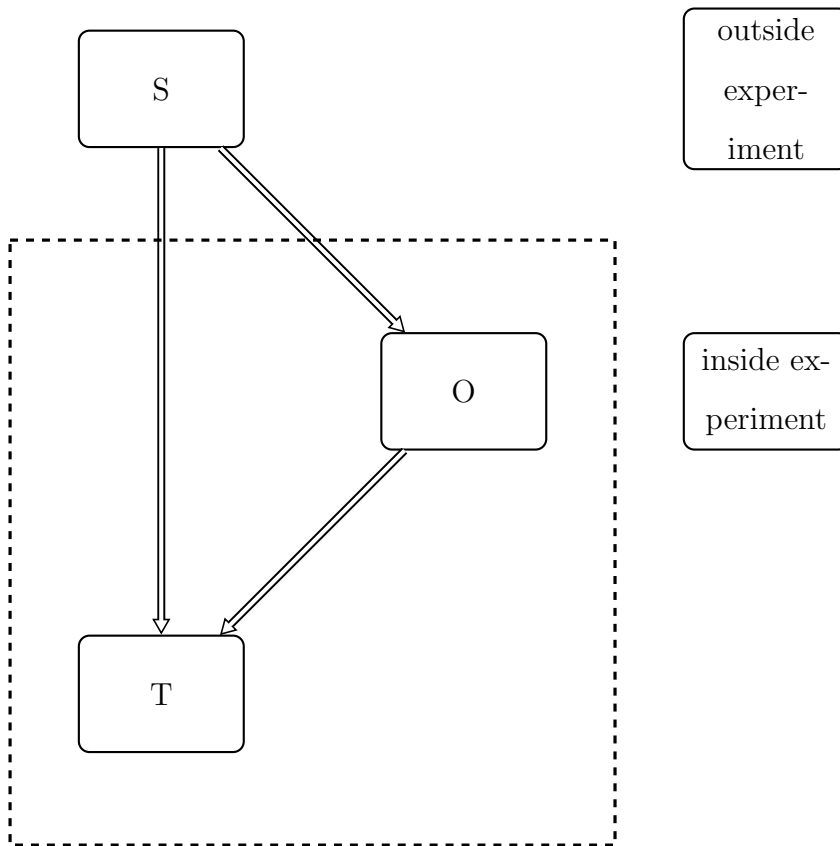 S
outside
exper-
iment
O
inside ex-
periment
T